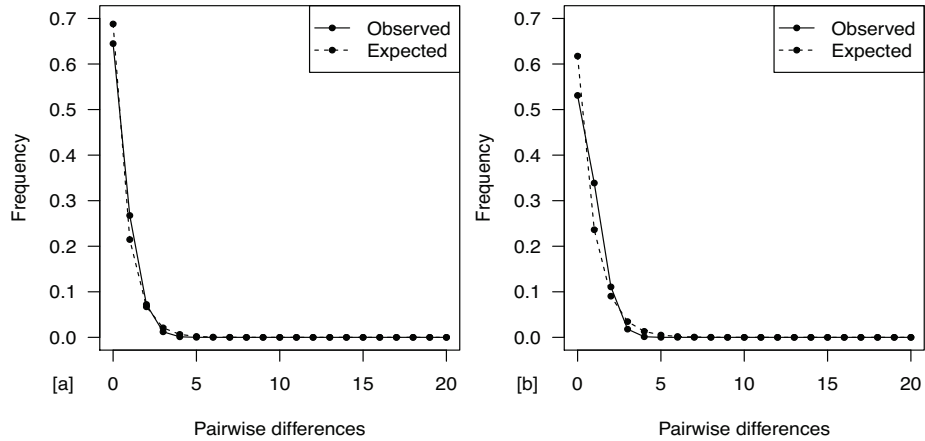 0.7
0.6
0.5
0.4
0.3
0.2
0.1
0.0
Frequency
Observed
Expected
[a]
0 5 10 15 20
Pairwise differences
0.7
0.6
0.5
0.4
0.3
0.2
0.1
0.0
Frequency
Observed
Expected
[b]
0 5 10 15 20
Pairwise differences